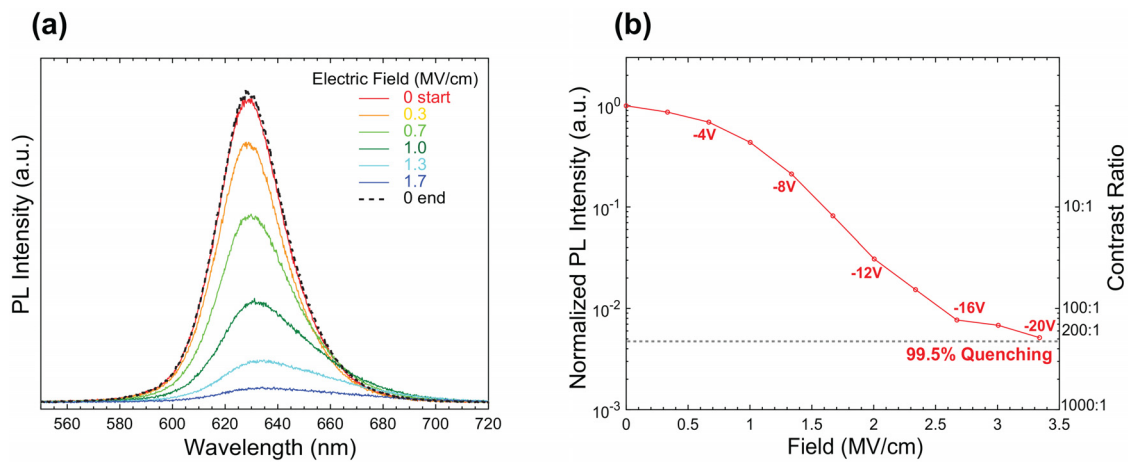 (a)
Electric Field (MV/cm)
0 start
0.3
0.7
1.0
1.3
1.7
0 end
PL Intensity (a.u.)
560 580 600 620 640 660 680 700 720
Wavelength (nm)
(b)
Normalized PL Intensity (a.u.)
10⁰
10⁻¹
10⁻²
10⁻³
-4V
-8V
-12V
-16V
-20V
99.5% Quenching
10:1
100:1
200:1
1000:1
Contrast Ratio
0 0.5 1 1.5 2 2.5 3 3.5
Field (MV/cm)